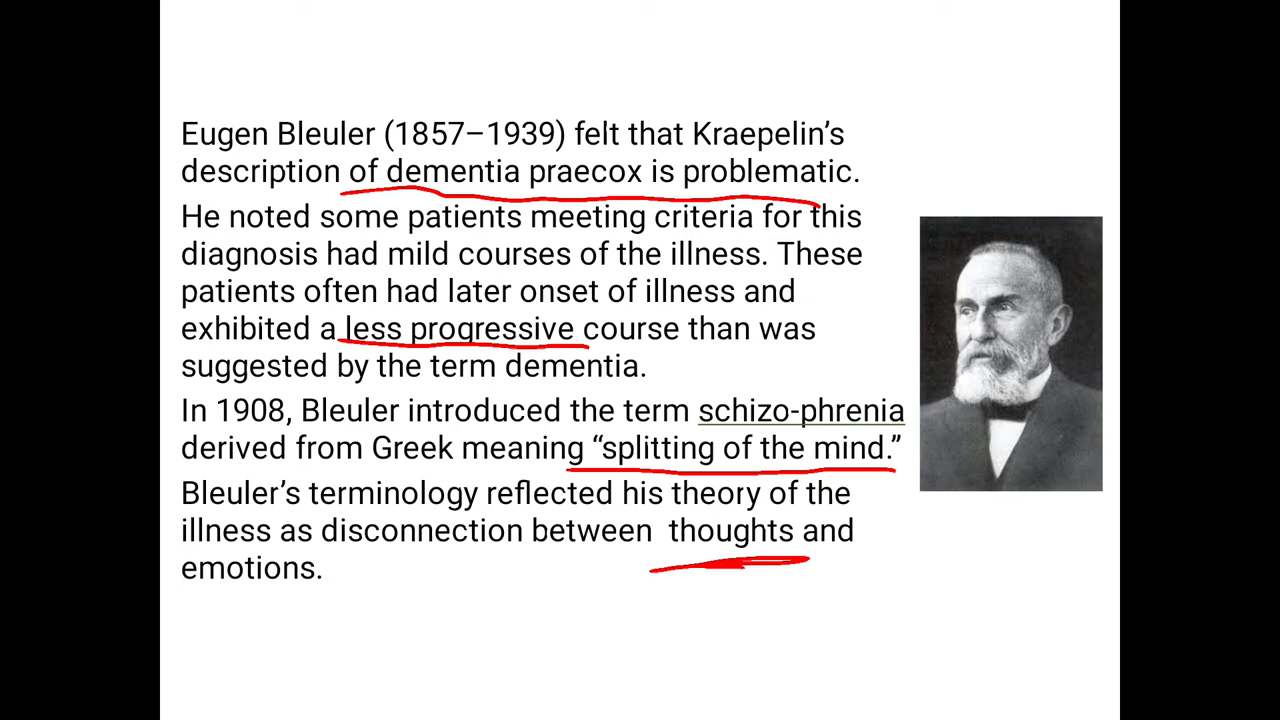 Eugen Bleuler (1857–1939) felt that Kraepelin’s
description of dementia praecox is problematic.
He noted some patients meeting criteria for this
diagnosis had mild courses of the illness. These
patients often had later onset of illness and
exhibited a less progressive course than was
suggested by the term dementia.
In 1908, Bleuler introduced the term schizo-phrenia
derived from Greek meaning “splitting of the mind.”
Bleuler’s terminology reflected his theory of the
illness as disconnection between  thoughts and
emotions.